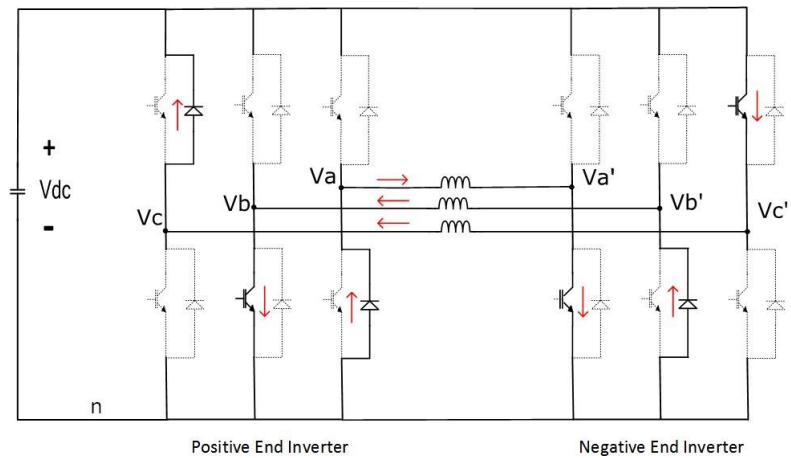 +
Vdc
-
Va
Va'
Vb
Vb'
Vc
Vc'
n
Positive End Inverter
Negative End Inverter